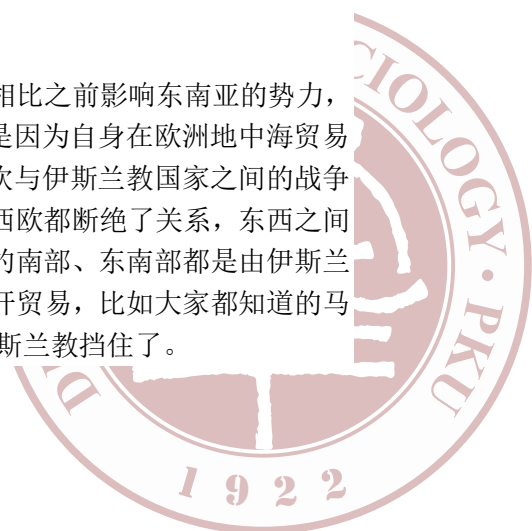 相比之前影响东南亚的势力，
是因为自身在欧洲地中海贸易
次与伊斯兰教国家之间的战争
西欧都断绝了关系，东西之间
的南部、东南部都是由伊斯兰
开贸易，比如大家都知道的马
斯兰教挡住了。
CIOLOGY · PKU
D
1922